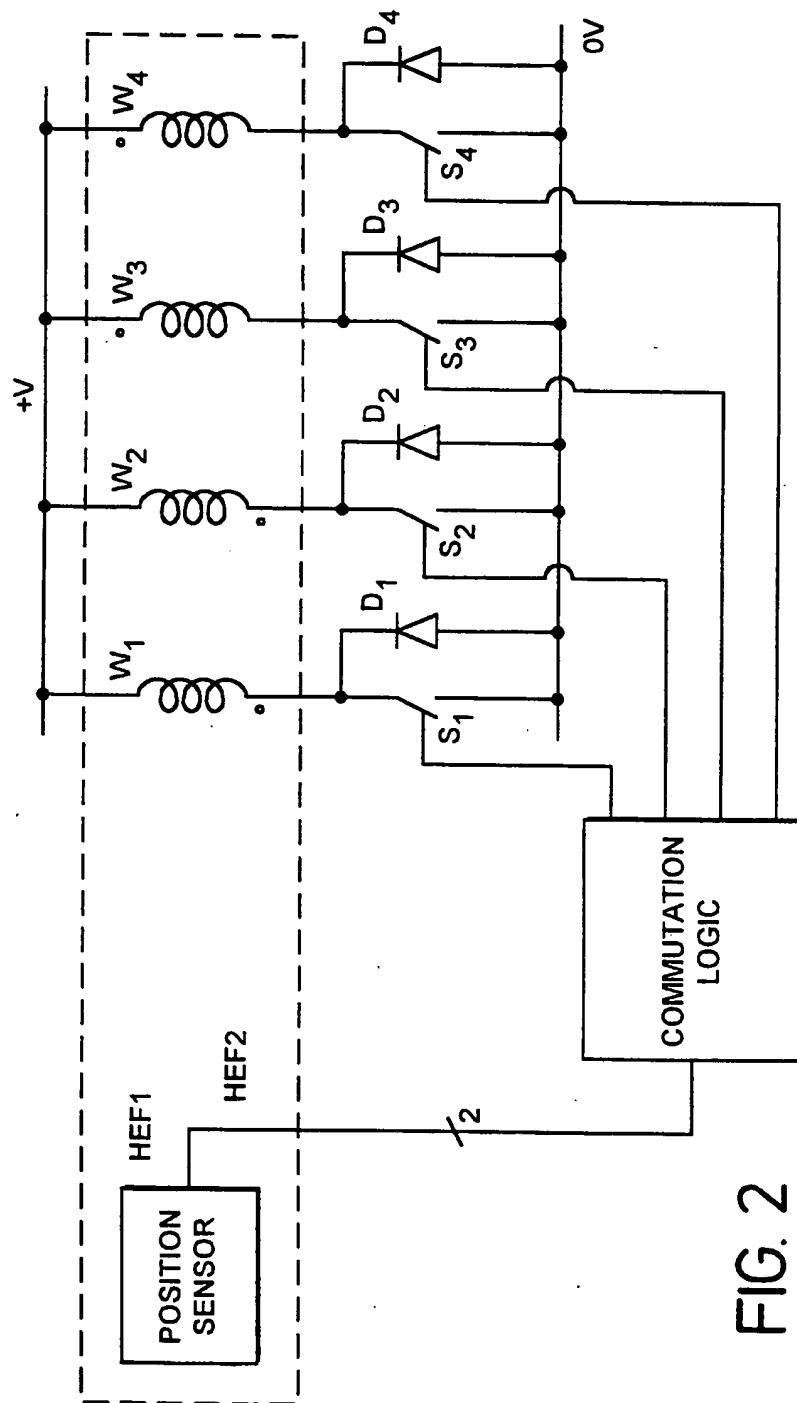 +V
W₁
W₂
W₃
W₄
HEF1
HEF2
POSITION
SENSOR
D₁
D₂
D₃
D₄
S₁
S₂
S₃
S₄
0V
2
COMMUTATION
LOGIC
FIG. 2